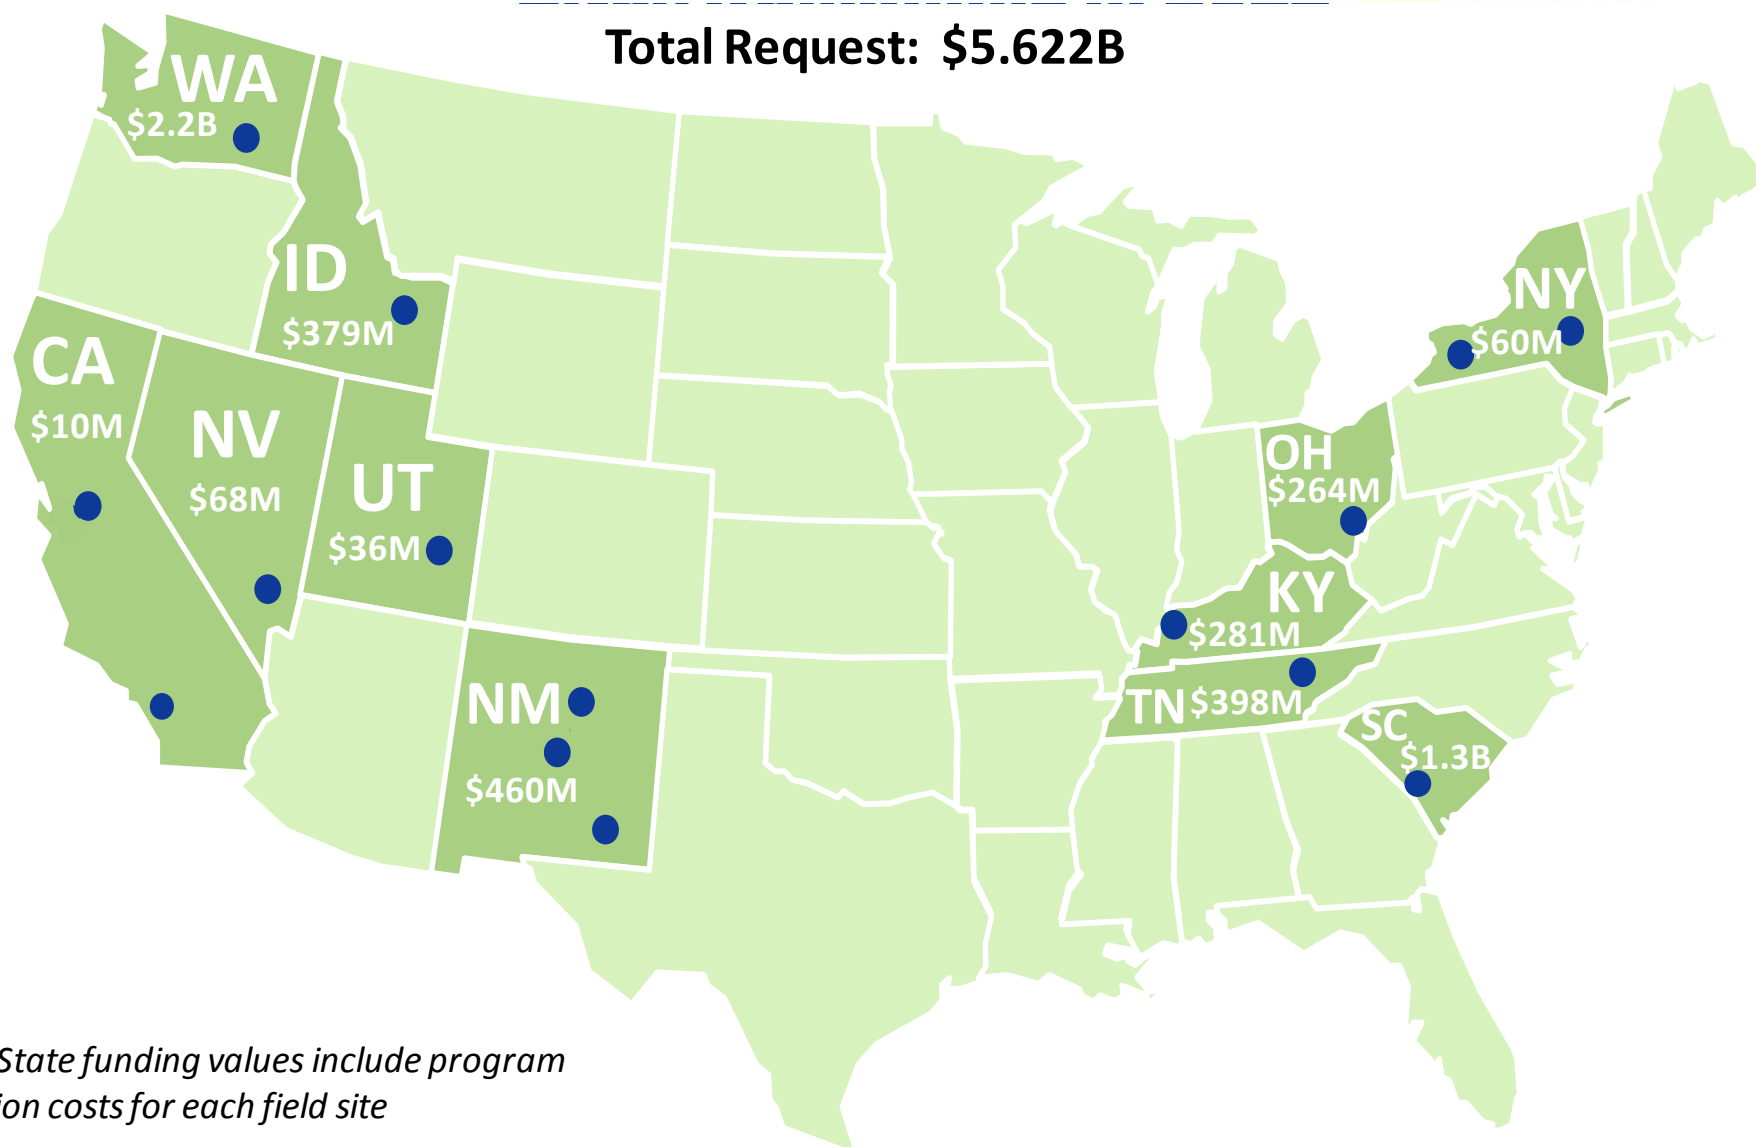 Total Request: $5.622B
WA
$2.2B
ID
$379M
CA
$10M
NV
$68M
UT
$36M
NM
$460M
NY
$60M
OH
$264M
KY
$281M
TN $398M
SC
$1.3B
State funding values include program
ion costs for each field site